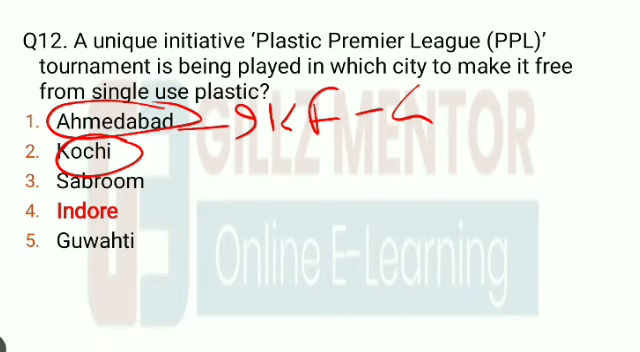 Q12. A unique initiative ‘Plastic Premier League (PPL)’
tournament is being played in which city to make it free
from single use plastic?
1. Ahmedabad
2. Kochi
3. Sabroom
4. Indore
5. Guwahti
GILLZ MENTOR
Online E-Learning